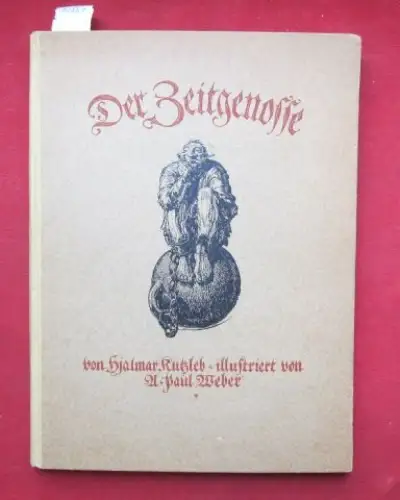 Der Zeitgenosse
von Hjalmar Kutzleb · illustriert von
A. Paul Weber